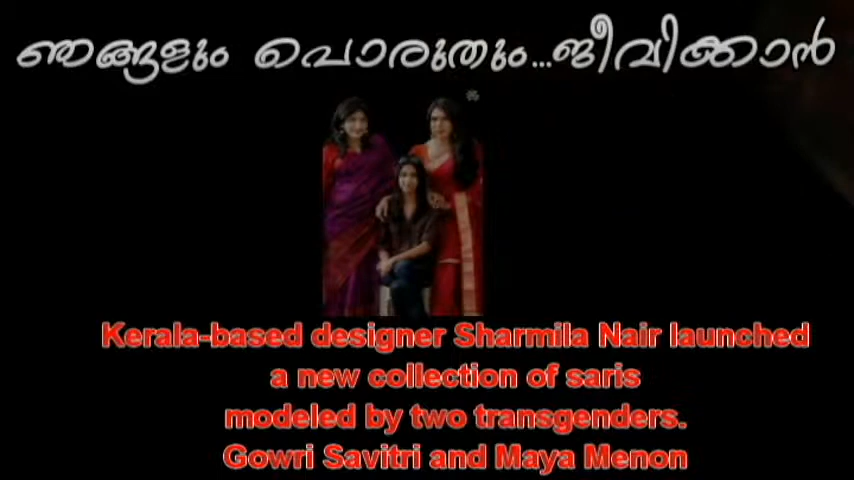 ഞങ്ങളും പൊരുതും...ജീവിക്കാൻ
Kerala-based designer Sharmila Nair launched
a new collection of saris
modeled by two transgenders.
Gowri Savitri and Maya Menon